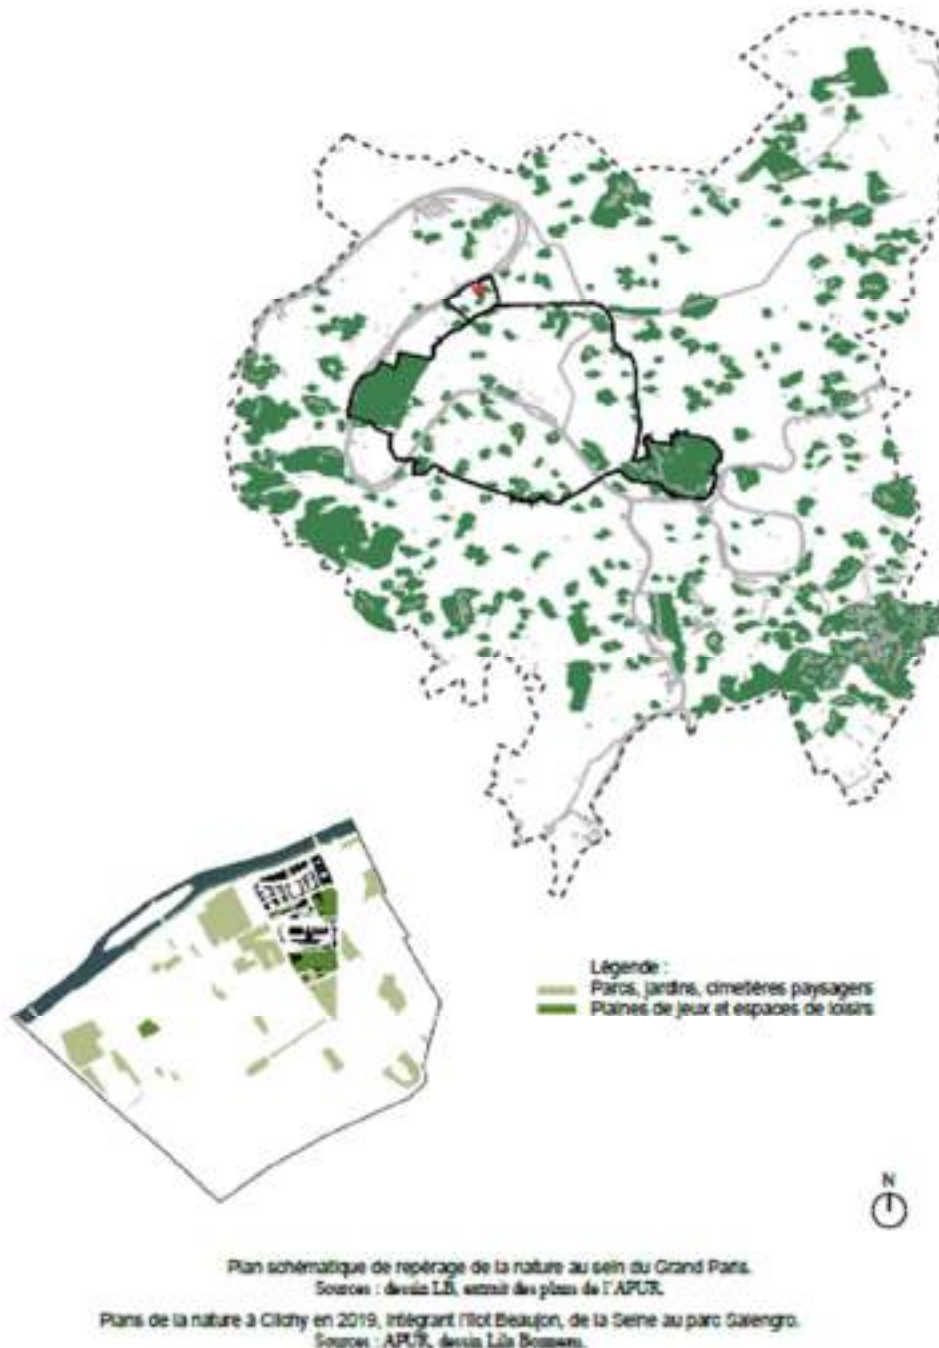 Légende :
Parcs, jardins, cimetières paysagers
Plaines de jeux et espaces de loisirs
N
Plan schématique de repérage de la nature au sein du Grand Paris.
Sources : dessin LB, extrait des plans de l'APUR.
Plans de la nature à Clichy en 2019, intégrant l'îlot Beaujon, de la Seine au parc Salengro.
Sources : APUR, dessin Lila